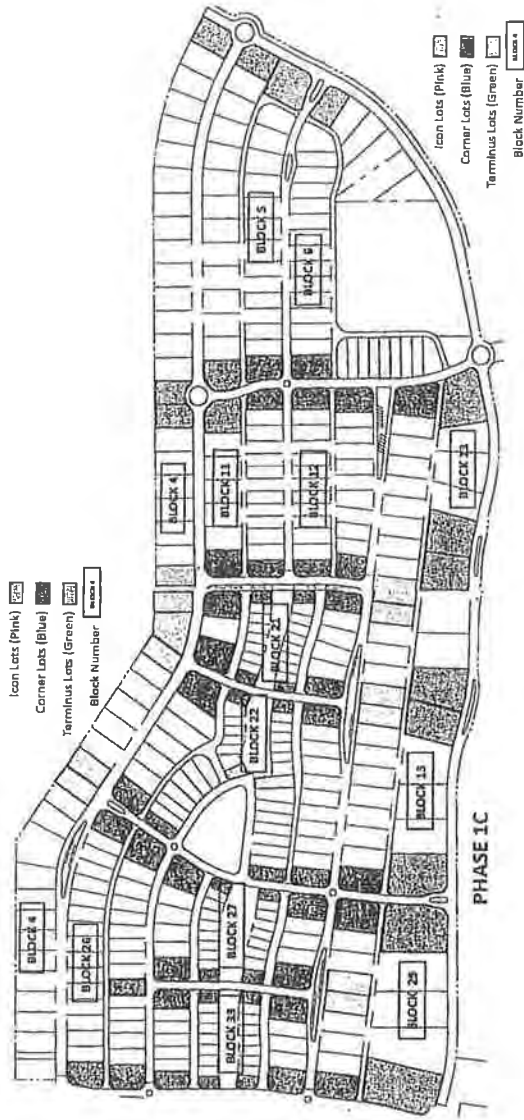 Icon Lots (Pink)
Corner Lots (Blue)
Terminus Lots (Green)
Block Number BLOCK #
BLOCK 4
BLOCK 26
BLOCK 33
BLOCK 27
BLOCK 22
BLOCK 21
BLOCK 4
BLOCK 11
BLOCK 12
BLOCK 5
BLOCK 6
BLOCK 25
BLOCK 13
BLOCK 23
PHASE 1C
Icon Lots (Pink)
Corner Lots (Blue)
Terminus Lots (Green)
Block Number